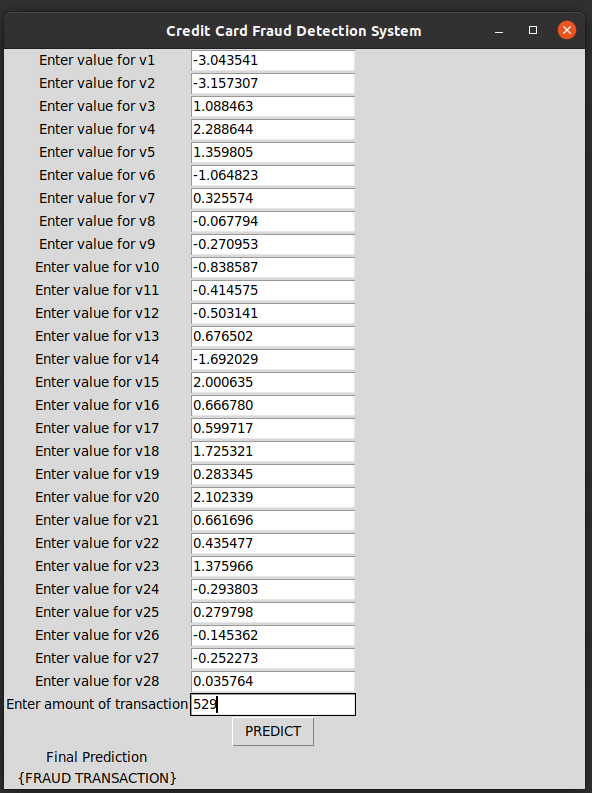 Credit Card Fraud Detection System
Enter value for v1 -3.043541
Enter value for v2 -3.157307
Enter value for v3 1.088463
Enter value for v4 2.288644
Enter value for v5 1.359805
Enter value for v6 -1.064823
Enter value for v7 0.325574
Enter value for v8 -0.067794
Enter value for v9 -0.270953
Enter value for v10 -0.838587
Enter value for v11 -0.414575
Enter value for v12 -0.503141
Enter value for v13 0.676502
Enter value for v14 -1.692029
Enter value for v15 2.000635
Enter value for v16 0.666780
Enter value for v17 0.599717
Enter value for v18 1.725321
Enter value for v19 0.283345
Enter value for v20 2.102339
Enter value for v21 0.661696
Enter value for v22 0.435477
Enter value for v23 1.375966
Enter value for v24 -0.293803
Enter value for v25 0.279798
Enter value for v26 -0.145362
Enter value for v27 -0.252273
Enter value for v28 0.035764
Enter amount of transaction 529
PREDICT
Final Prediction
{FRAUD TRANSACTION}